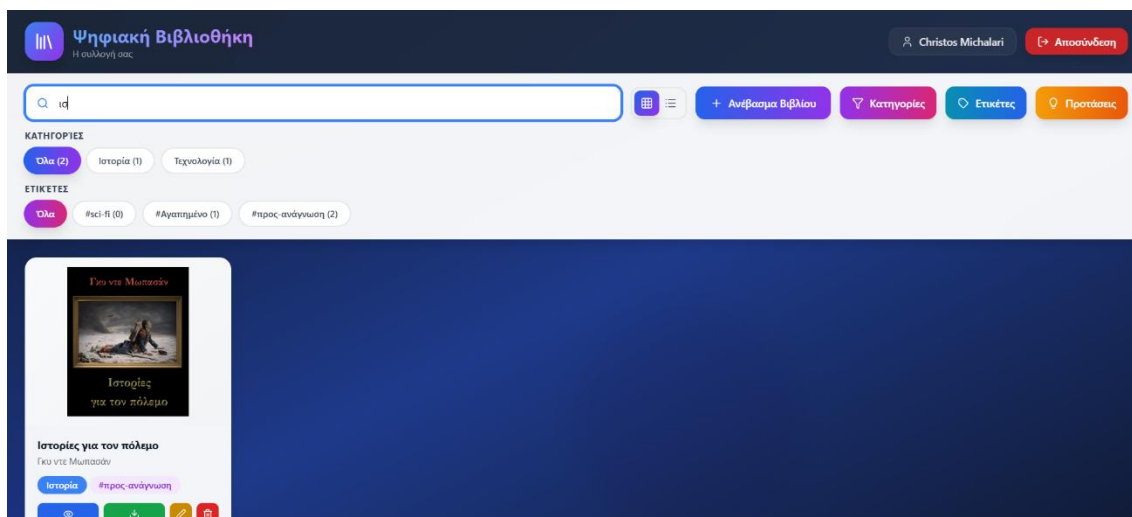 Ψηφιακή Βιβλιοθήκη
Η συλλογή σας
Christos Michalari
Αποσύνδεση
ισ
+ Ανέβασμα Βιβλίου
Κατηγορίες
Ετικέτες
Προτάσεις
ΚΑΤΗΓΟΡΊΕΣ
Όλα (2)
Ιστορία (1)
Τεχνολογία (1)
ΕΤΙΚΈΤΕΣ
Όλα
#sci-fi (0)
#Αγαπημένο (1)
#προς-ανάγνωση (2)
Γκυ ντε Μωπασάν
Ιστορίες
για τον πόλεμο
Ιστορίες για τον πόλεμο
Γκυ ντε Μωπασάν
Ιστορία
#προς-ανάγνωση